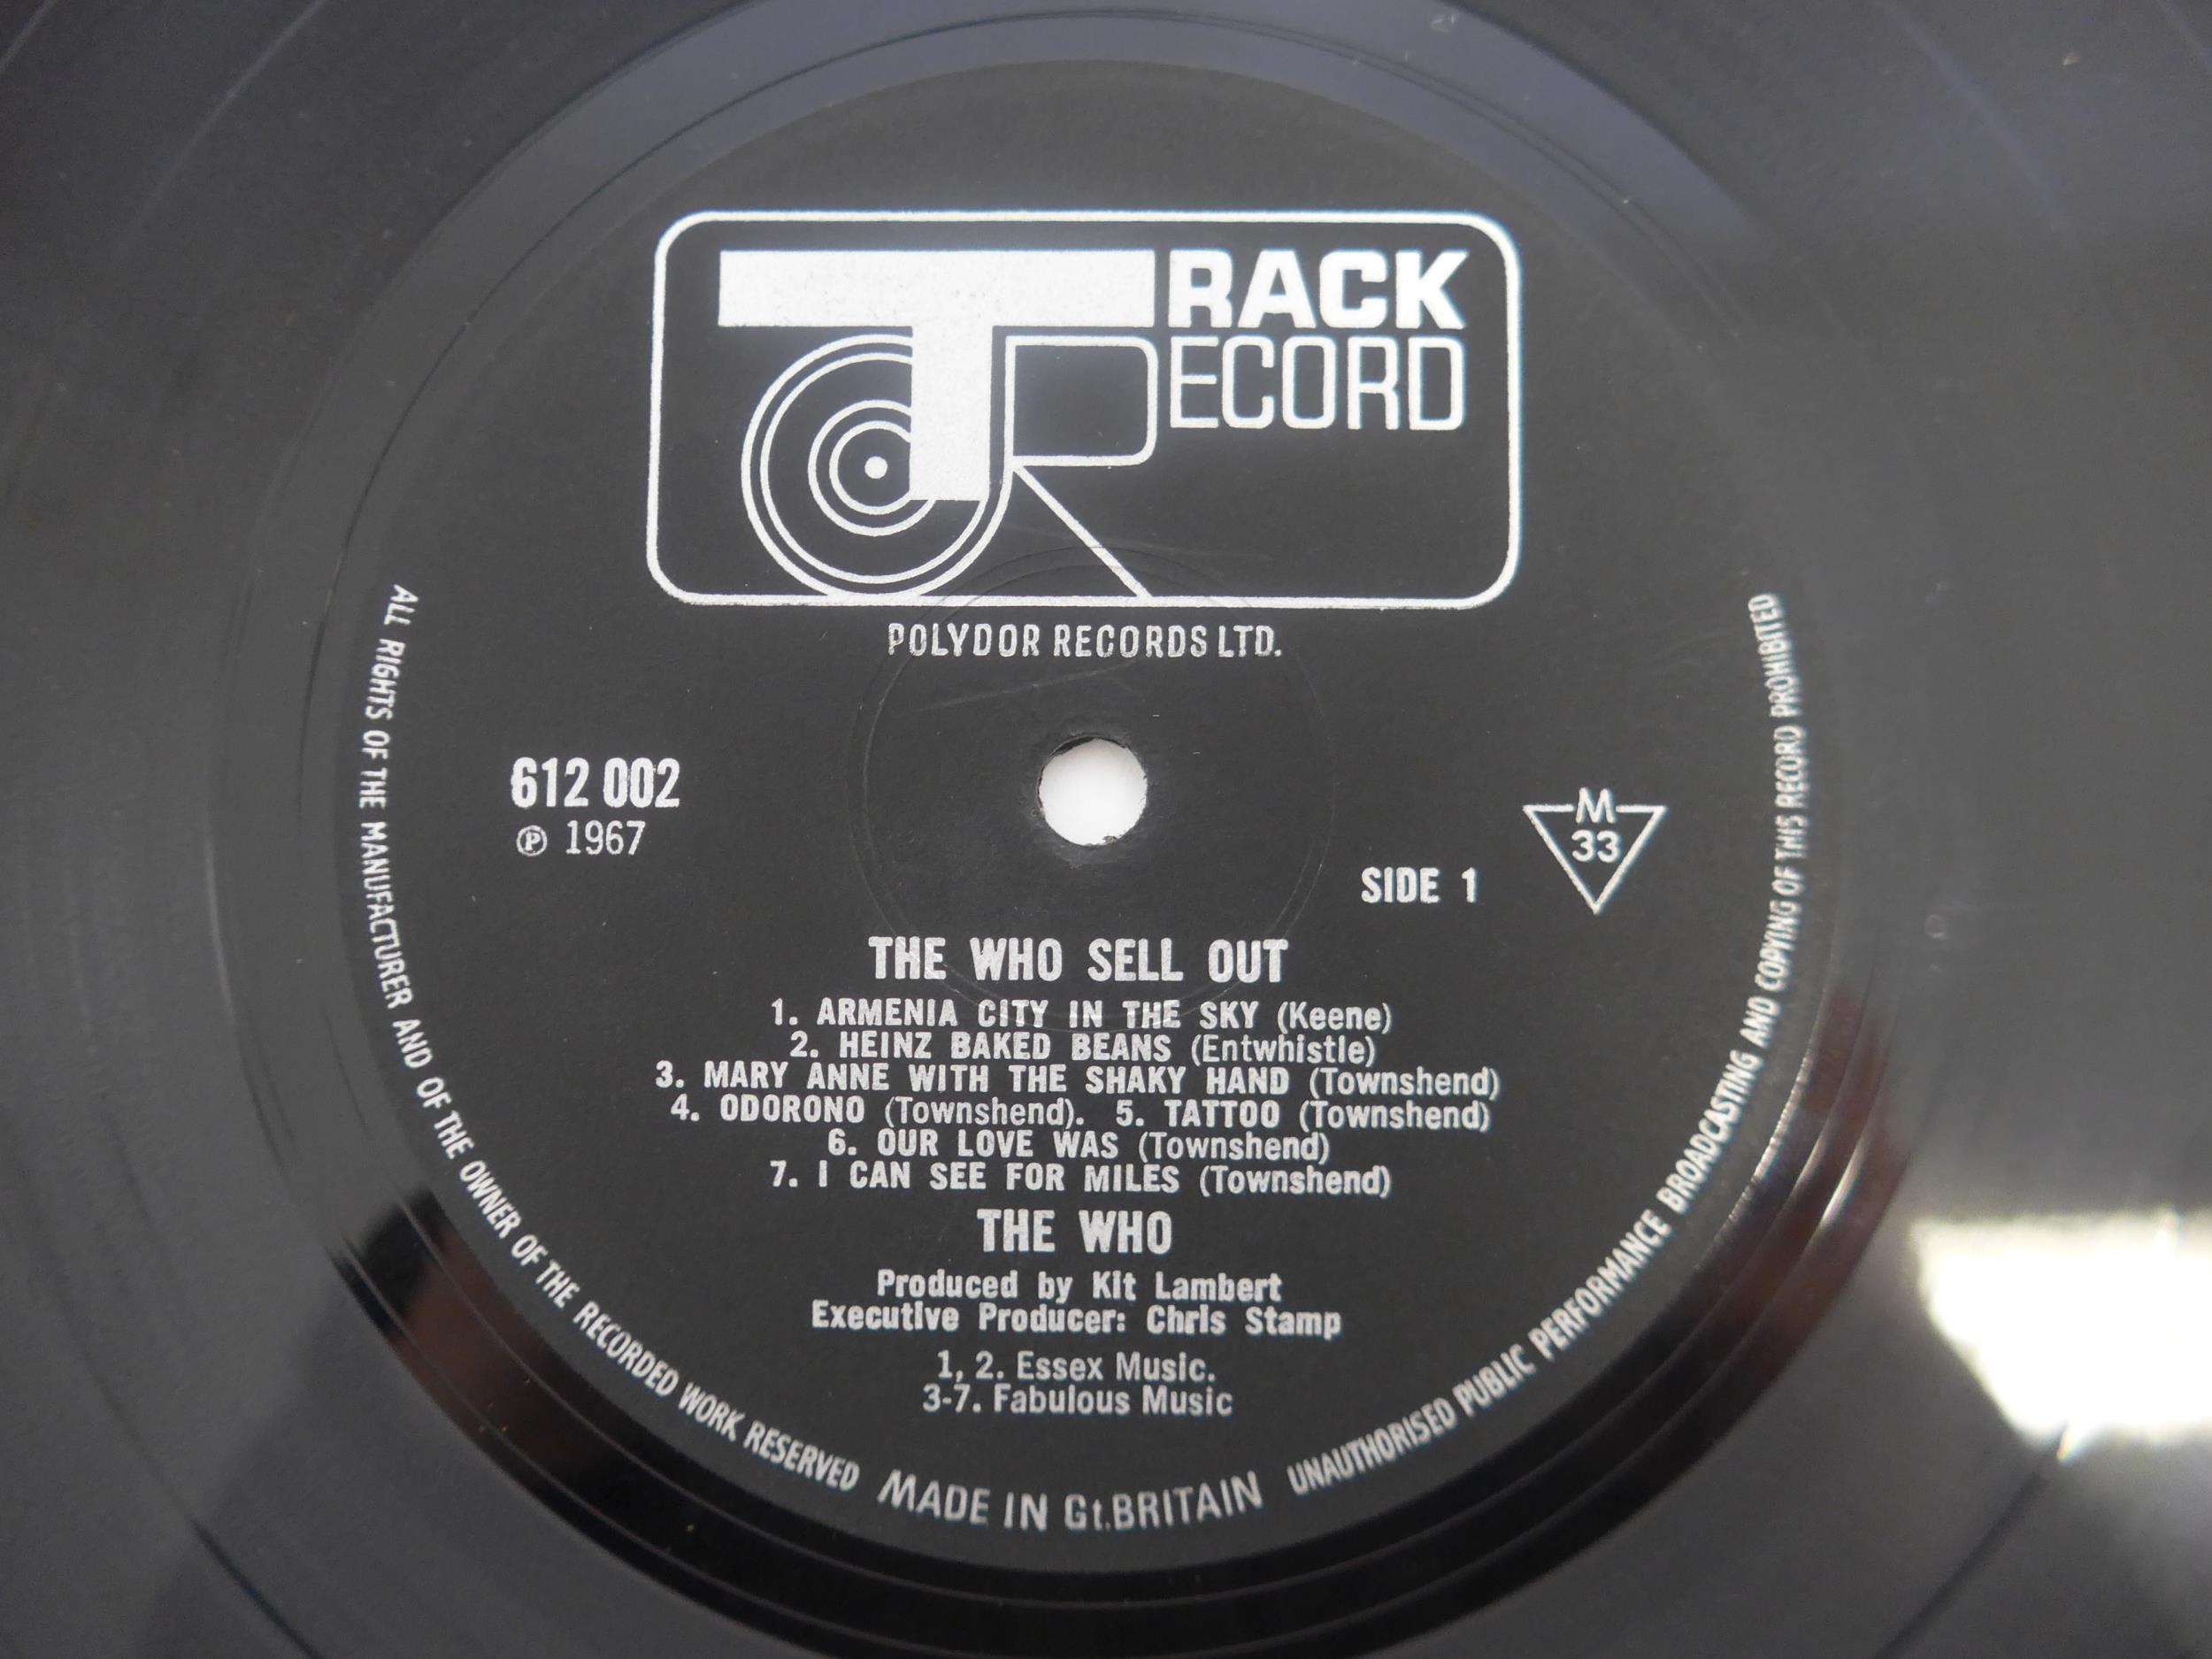 TRACK
RECORD
POLYDOR RECORDS LTD.
612 002
℗ 1967
M
33
SIDE 1
THE WHO SELL OUT
1. ARMENIA CITY IN THE SKY (Keene)
2. HEINZ BAKED BEANS (Entwhistle)
3. MARY ANNE WITH THE SHAKY HAND (Townshend)
4. ODORONO (Townshend). 5. TATTOO (Townshend)
6. OUR LOVE WAS (Townshend)
7. I CAN SEE FOR MILES (Townshend)
THE WHO
Produced by Kit Lambert
Executive Producer: Chris Stamp
1, 2. Essex Music.
3-7. Fabulous Music
ALL RIGHTS OF THE MANUFACTURER AND OF THE OWNER OF THE RECORDED WORK RESERVED MADE IN Gt.BRITAIN UNAUTHORISED PUBLIC PERFORMANCE BROADCASTING AND COPYING OF THIS RECORD PROHIBITED